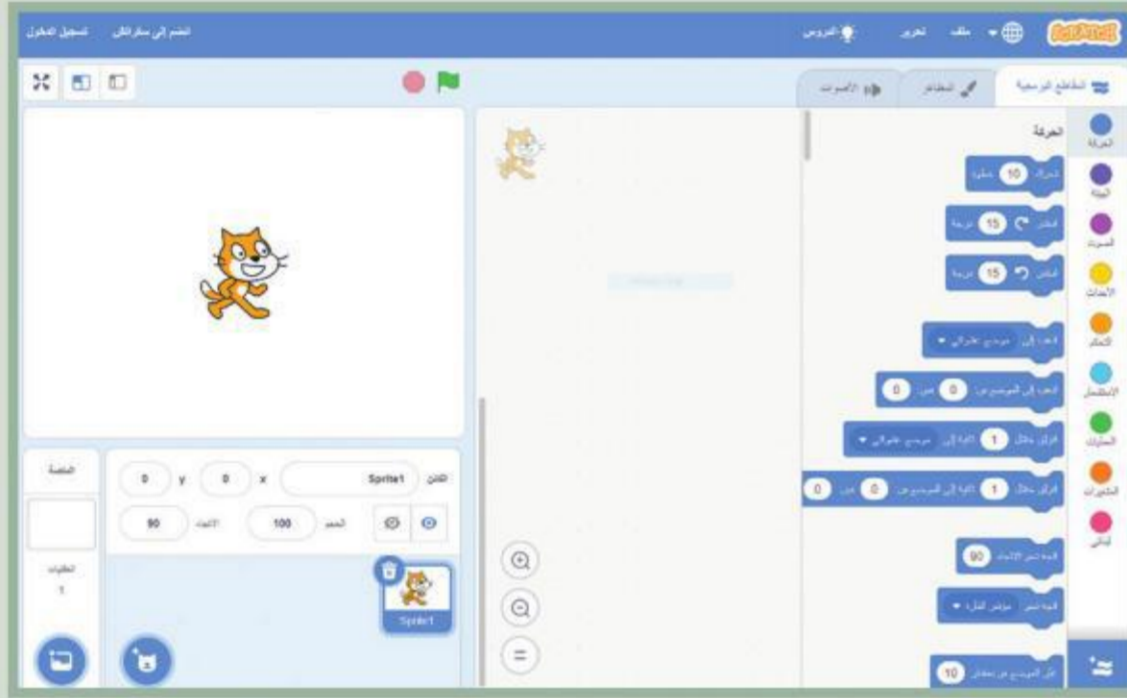 SCRATCH
ملف
تحرير
الدروس
انضم إلى سكراتش
تسجيل الدخول
المقاطع البرمجية
المظاهر
الأصوات
الحركة
الهيئة
الصوت
الأحداث
التحكم
الاستشعار
العمليات
المتغيرات
لبناتي
الحركة
تحرك 10 خطوة
استدر 15 درجة
استدر 15 درجة
اذهب إلى موضع عشوائي
اذهب إلى الموضع س: 0 ص: 0
انزلق خلال 1 ثانية إلى موضع عشوائي
انزلق خلال 1 ثانية إلى الموضع س: 0 ص: 0
اتجه نحو الاتجاه 90
اتجه نحو مؤشر الفأرة
غيّر الموضع س بمقدار 10
الكائن Sprite1 x 0 y 0
الحجم 100 الاتجاه 90
Sprite1
المنصة
الخلفيات
1